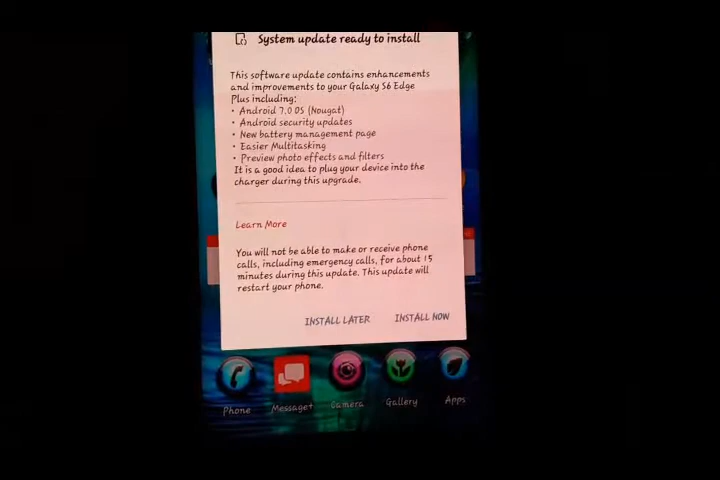 System update ready to install
This software update contains enhancements
and improvements to your Galaxy S6 Edge
Plus including:
• Android 7.0 OS (Nougat)
• Android security updates
• New battery management page
• Easier Multitasking
• Preview photo effects and filters
It is a good idea to plug your device into the
charger during this upgrade.
Learn More
You will not be able to make or receive phone
calls, including emergency calls, for about 15
minutes during this update. This update will
restart your phone.
INSTALL LATER INSTALL NOW
Phone Message+ Camera Gallery Apps